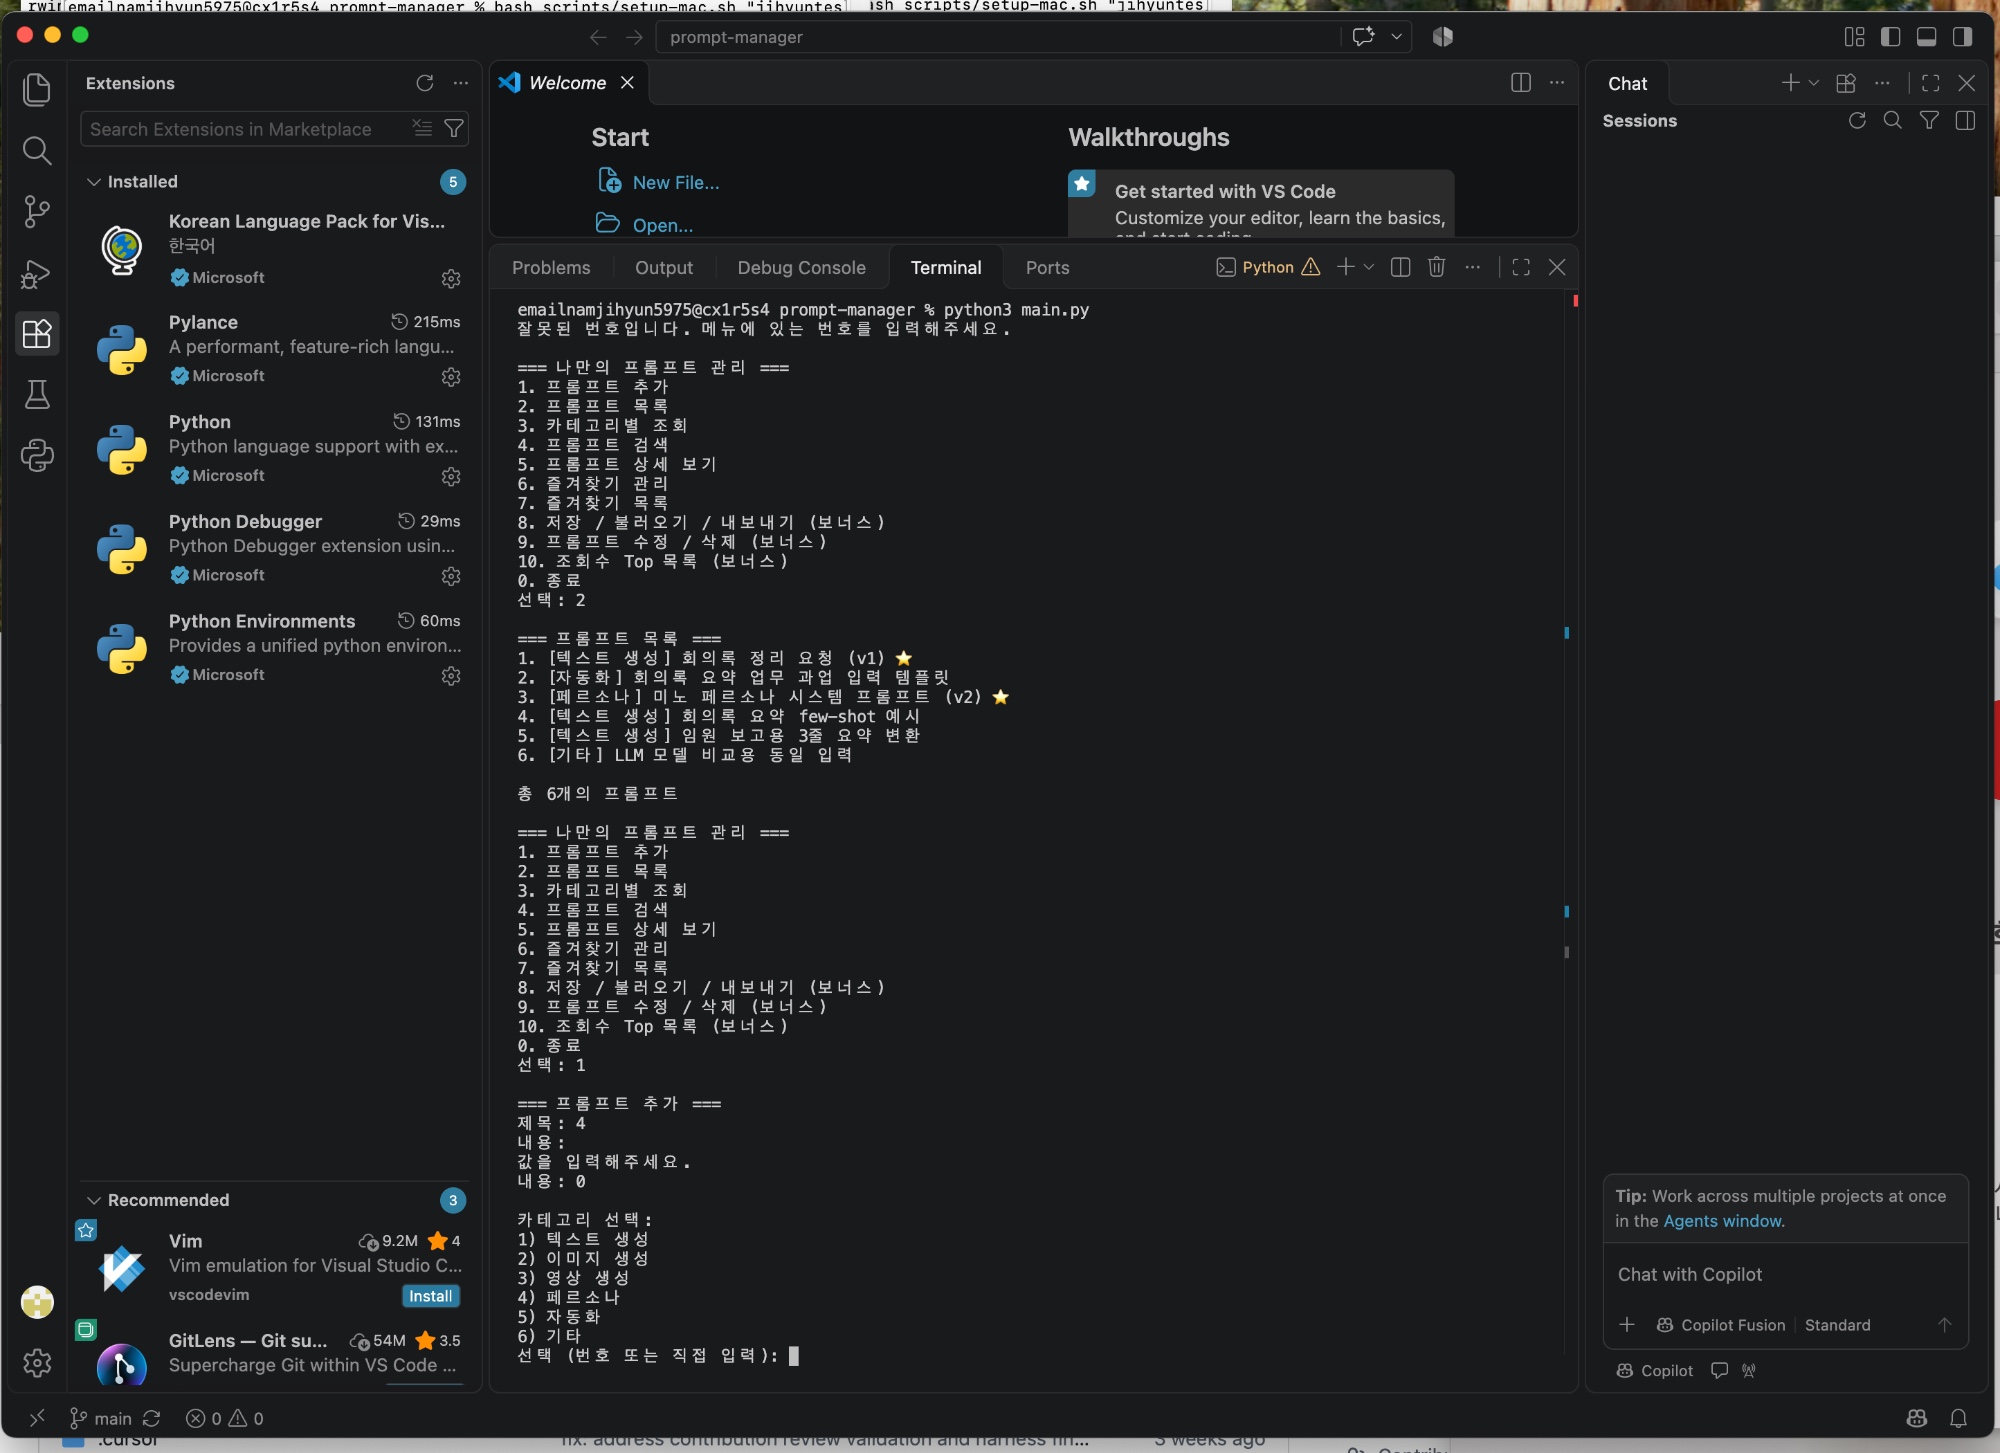 emailnamjihyun5975@cx1r5s4 prompt-manager % bash scripts/setup-mac.sh "jihyuntes
prompt-manager
Extensions
Search Extensions in Marketplace
Installed
5
Korean Language Pack for Vis...
한국어
Microsoft
Pylance
215ms
A performant, feature-rich langu...
Microsoft
Python
131ms
Python language support with ex...
Microsoft
Python Debugger
29ms
Python Debugger extension usin...
Microsoft
Python Environments
60ms
Provides a unified python environ...
Microsoft
Recommended
3
Vim
9.2M
4
Vim emulation for Visual Studio C...
vscodevim
Install
GitLens — Git su...
54M
3.5
Supercharge Git within VS Code ...
Welcome
Start
New File...
Open...
Walkthroughs
Get started with VS Code
Customize your editor, learn the basics,
and start coding
Problems
Output
Debug Console
Terminal
Ports
Python
emailnamjihyun5975@cx1r5s4 prompt-manager % python3 main.py
잘못된 번호입니다. 메뉴에 있는 번호를 입력해주세요.
=== 나만의 프롬프트 관리 ===
1. 프롬프트 추가
2. 프롬프트 목록
3. 카테고리별 조회
4. 프롬프트 검색
5. 프롬프트 상세 보기
6. 즐겨찾기 관리
7. 즐겨찾기 목록
8. 저장 / 불러오기 / 내보내기 (보너스)
9. 프롬프트 수정 / 삭제 (보너스)
10. 조회수 Top 목록 (보너스)
0. 종료
선택: 2
=== 프롬프트 목록 ===
1. [텍스트 생성] 회의록 정리 요청 (v1) ⭐
2. [자동화] 회의록 요약 업무 과업 입력 템플릿
3. [페르소나] 미노 페르소나 시스템 프롬프트 (v2) ⭐
4. [텍스트 생성] 회의록 요약 few-shot 예시
5. [텍스트 생성] 임원 보고용 3줄 요약 변환
6. [기타] LLM 모델 비교용 동일 입력
총 6개의 프롬프트
=== 나만의 프롬프트 관리 ===
1. 프롬프트 추가
2. 프롬프트 목록
3. 카테고리별 조회
4. 프롬프트 검색
5. 프롬프트 상세 보기
6. 즐겨찾기 관리
7. 즐겨찾기 목록
8. 저장 / 불러오기 / 내보내기 (보너스)
9. 프롬프트 수정 / 삭제 (보너스)
10. 조회수 Top 목록 (보너스)
0. 종료
선택: 1
=== 프롬프트 추가 ===
제목: 4
내용:
값을 입력해주세요.
내용: 0
카테고리 선택:
1) 텍스트 생성
2) 이미지 생성
3) 영상 생성
4) 페르소나
5) 자동화
6) 기타
선택 (번호 또는 직접 입력):
Chat
Sessions
Tip: Work across multiple projects at once
in the Agents window.
Chat with Copilot
Copilot Fusion
Standard
Copilot
main
0
0
.cursor
fix: address contribution review validation and harness
3 weeks ago